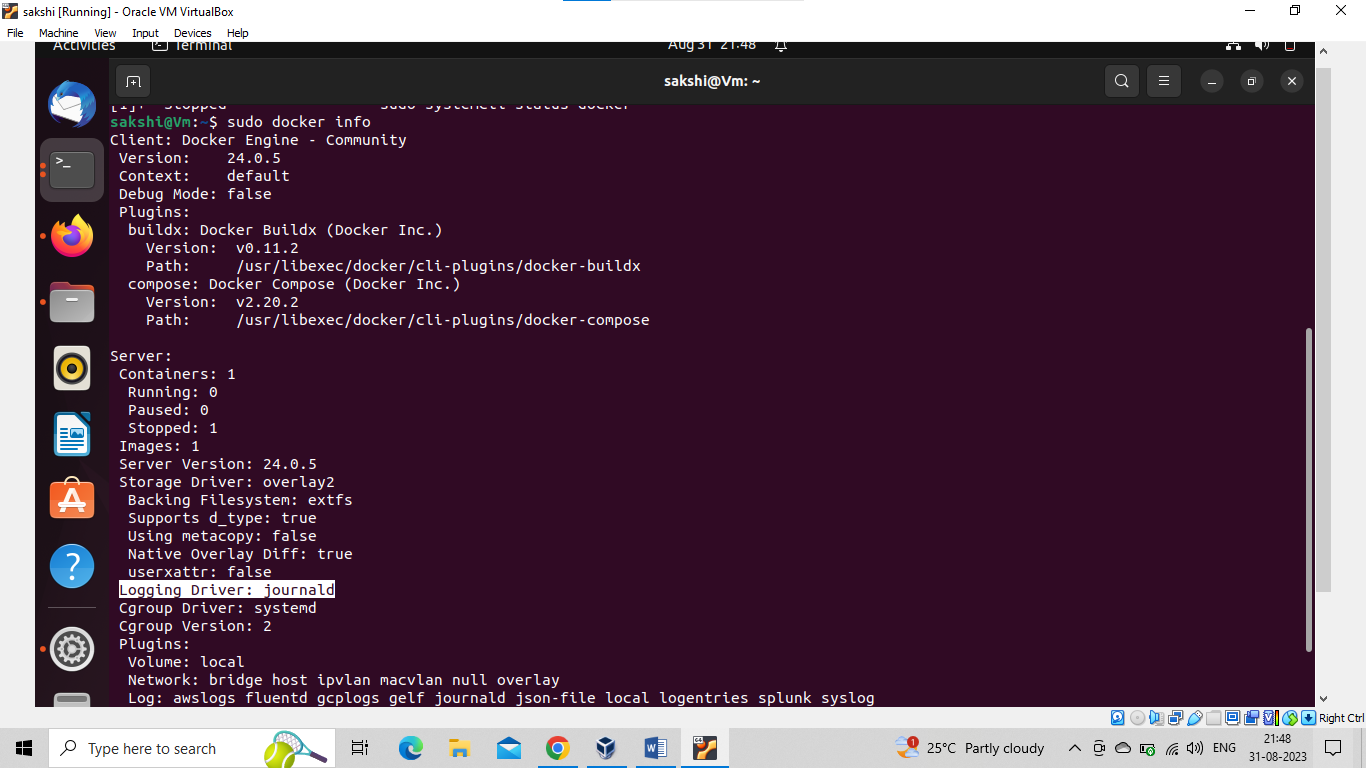 sakshi [Running] - Oracle VM VirtualBox
File Machine View Input Devices Help
Activities Terminal Aug 31 21:48
sakshi@Vm: ~
[1]+ Stopped sudo systemctl status docker
sakshi@Vm:~$ sudo docker info
Client: Docker Engine - Community
Version: 24.0.5
Context: default
Debug Mode: false
Plugins:
buildx: Docker Buildx (Docker Inc.)
Version: v0.11.2
Path: /usr/libexec/docker/cli-plugins/docker-buildx
compose: Docker Compose (Docker Inc.)
Version: v2.20.2
Path: /usr/libexec/docker/cli-plugins/docker-compose
Server:
Containers: 1
Running: 0
Paused: 0
Stopped: 1
Images: 1
Server Version: 24.0.5
Storage Driver: overlay2
Backing Filesystem: extfs
Supports d_type: true
Using metacopy: false
Native Overlay Diff: true
userxattr: false
Logging Driver: journald
Cgroup Driver: systemd
Cgroup Version: 2
Plugins:
Volume: local
Network: bridge host ipvlan macvlan null overlay
Log: awslogs fluentd gcplogs gelf journald json-file local logentries splunk syslog
Right Ctrl
Type here to search
1
25°C Partly cloudy
ENG
21:48
31-08-2023